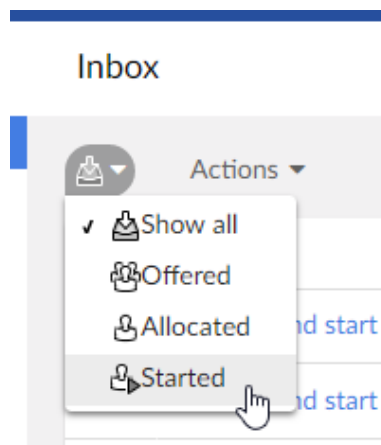 Inbox
Actions
Show all
Offered
Allocated
nd start
Started
nd start